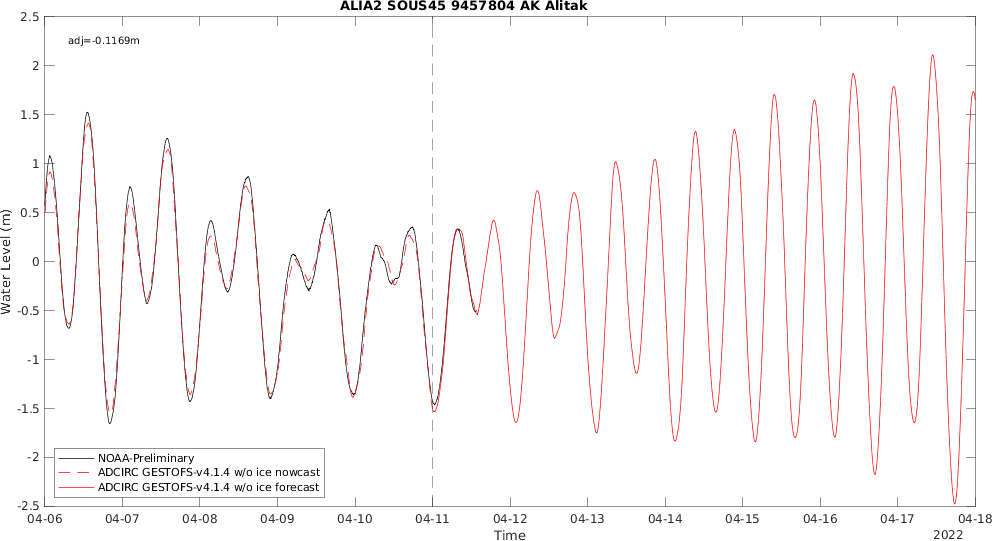 ALIA2 SOUS45 9457804 AK Alitak
adj=-0.1169m
2.5
2
1.5
1
0.5
0
-0.5
-1
-1.5
-2
-2.5
Water Level (m)
NOAA-Preliminary
ADCIRC GESTOFS-v4.1.4 w/o ice nowcast
ADCIRC GESTOFS-v4.1.4 w/o ice forecast
04-06 04-07 04-08 04-09 04-10 04-11 04-12 04-13 04-14 04-15 04-16 04-17 04-18
Time
2022